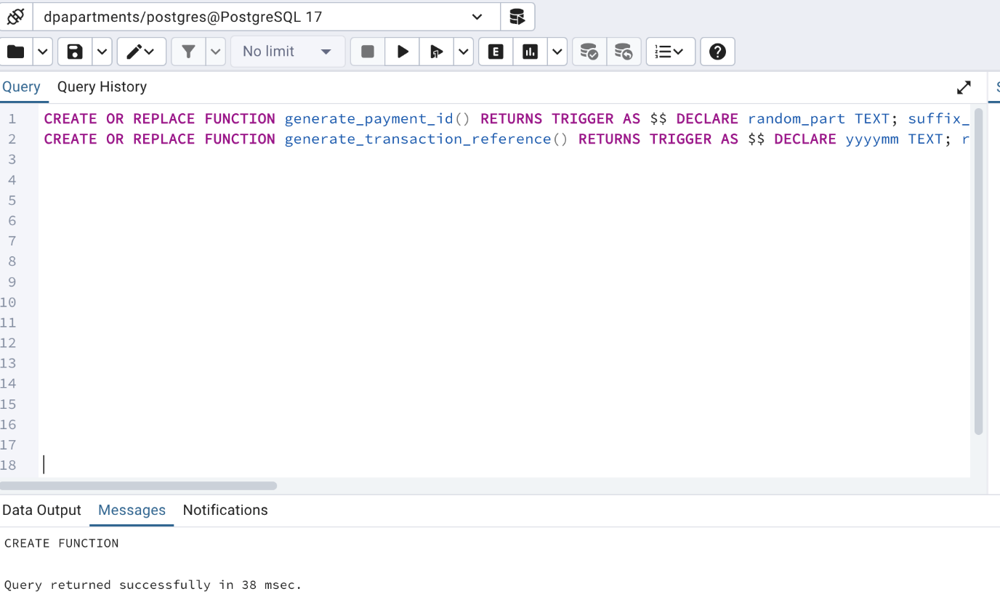 dpapartments/postgres@PostgreSQL 17
No limit
Query Query History
1 CREATE OR REPLACE FUNCTION generate_payment_id() RETURNS TRIGGER AS $$ DECLARE random_part TEXT; suffix_
2 CREATE OR REPLACE FUNCTION generate_transaction_reference() RETURNS TRIGGER AS $$ DECLARE yyyymm TEXT; r
3
4
5
6
7
8
9
10
11
12
13
14
15
16
17
18
Data Output Messages Notifications
CREATE FUNCTION
Query returned successfully in 38 msec.